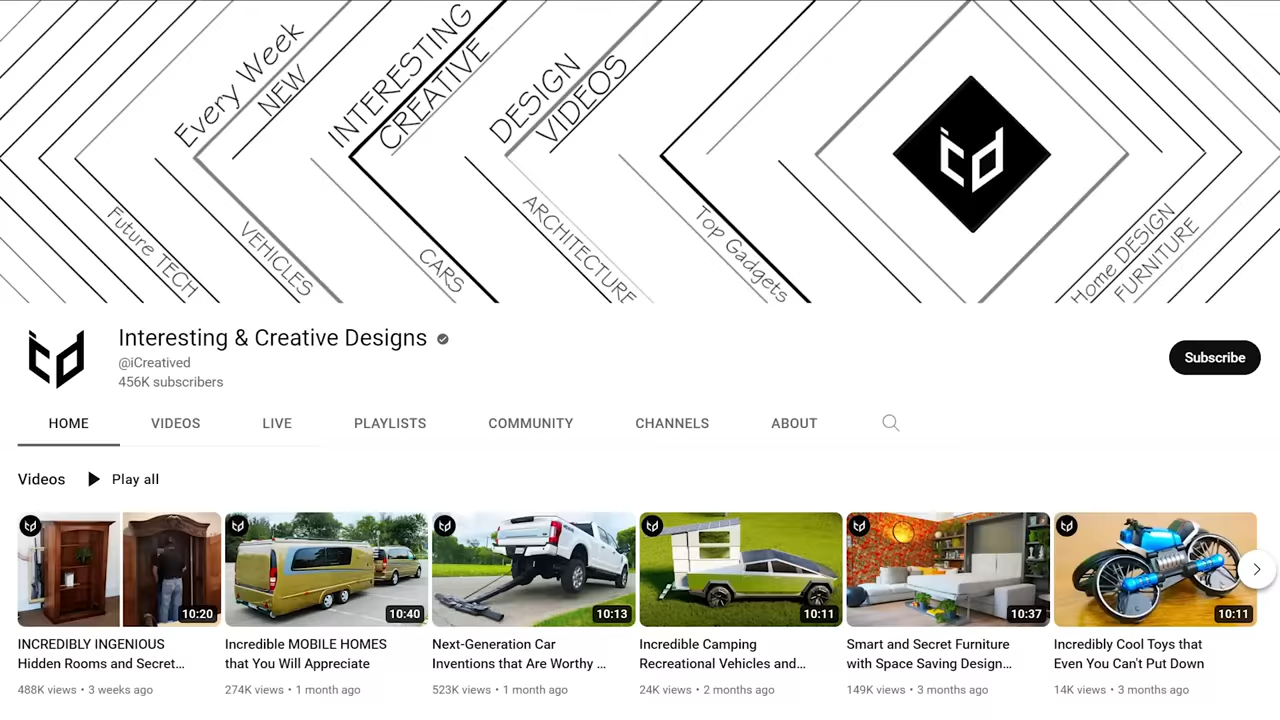 Every Week
NEW
INTERESTING
CREATIVE
DESIGN
VIDEOS
Future TECH
VEHICLES
CARS
ARCHITECTURE
Top Gadgets
Home DESIGN
FURNITURE
Interesting & Creative Designs
@iCreatived
456K subscribers
Subscribe
HOME VIDEOS LIVE PLAYLISTS COMMUNITY CHANNELS ABOUT
Videos Play all
10:20 10:40 10:13 10:11 10:37 10:11
INCREDIBLY INGENIOUS
Hidden Rooms and Secret...
488K views • 3 weeks ago
Incredible MOBILE HOMES
that You Will Appreciate
274K views • 1 month ago
Next-Generation Car
Inventions that Are Worthy ...
523K views • 1 month ago
Incredible Camping
Recreational Vehicles and...
24K views • 2 months ago
Smart and Secret Furniture
with Space Saving Design...
149K views • 3 months ago
Incredibly Cool Toys that
Even You Can't Put Down
14K views • 3 months ago